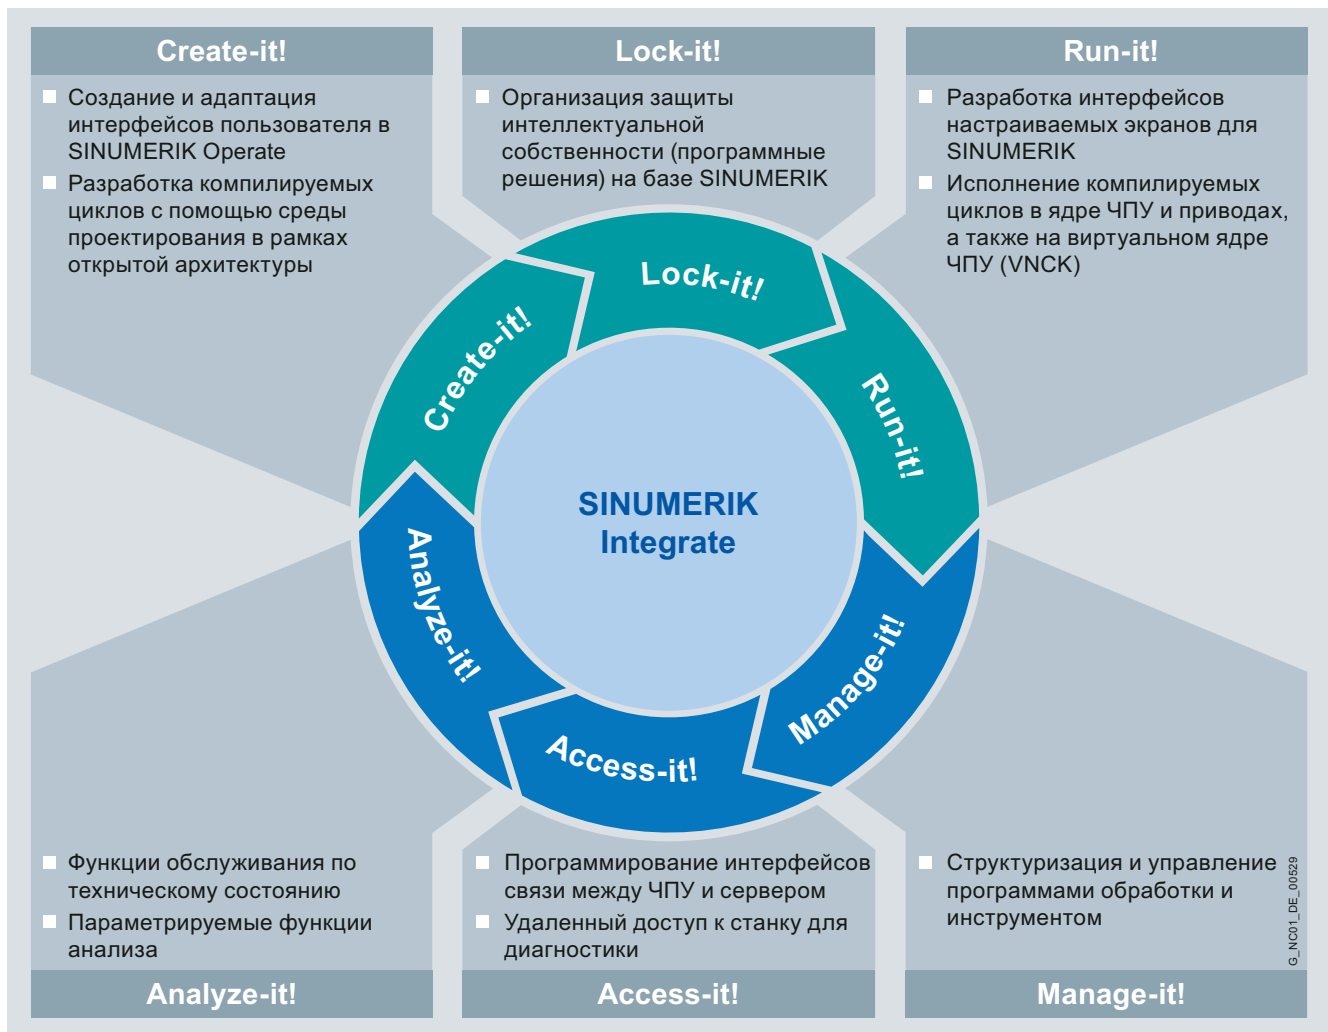 Create-it!
Создание и адаптация
интерфейсов пользователя в
SINUMERIK Operate
Разработка компилируемых
циклов с помощью среды
проектирования в рамках
открытой архитектуры
Lock-it!
Организация защиты
интеллектуальной
собственности (программные
решения) на базе SINUMERIK
Run-it!
Разработка интерфейсов
настраиваемых экранов для
SINUMERIK
Исполнение компилируемых
циклов в ядре ЧПУ и приводах,
а также на виртуальном ядре
ЧПУ (VNCK)
Create-it!
Lock-it!
Run-it!
SINUMERIK
Integrate
Analyze-it!
Access-it!
Manage-it!
Функции обслуживания по
техническому состоянию
Параметрируемые функции
анализа
Analyze-it!
Программирование интерфейсов
связи между ЧПУ и сервером
Удаленный доступ к станку для
диагностики
Access-it!
Структуризация и управление
программами обработки и
инструментом
Manage-it!
G_NC01_DE_00529